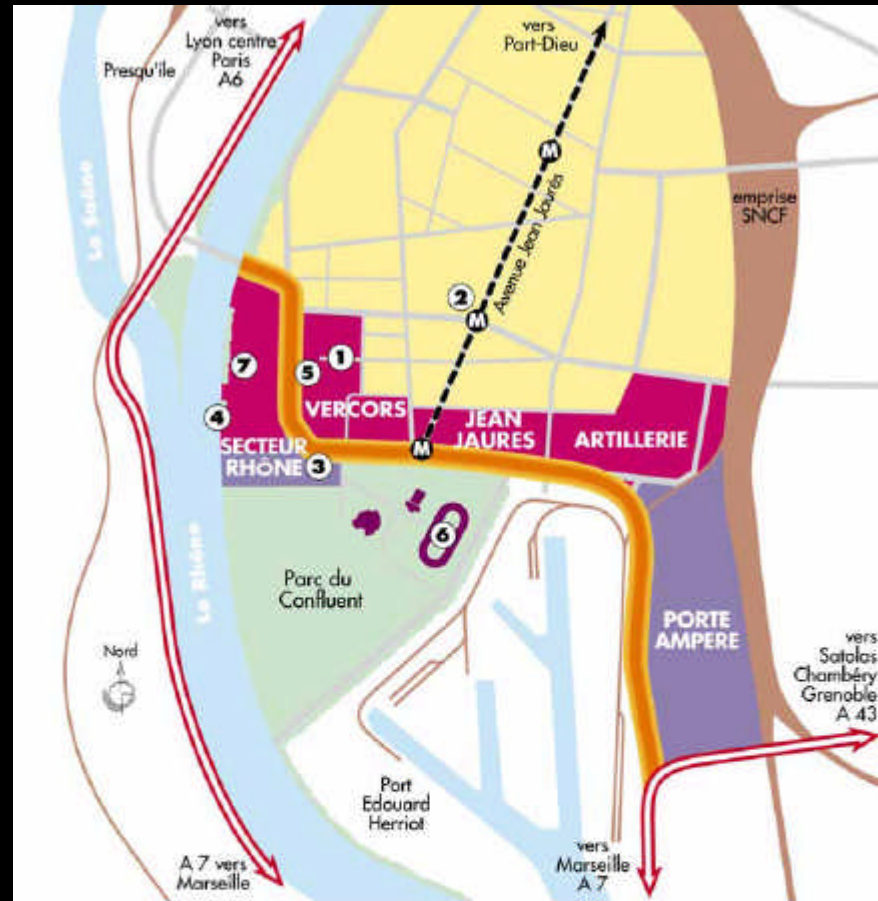 vers
Lyon centre
Paris
A6
Presqu'ile
vers
Part-Dieu
M
Avenue Jean Jaurès
emprise
SNCF
La Saône
2
M
7
5
1
4
VERCORS
JEAN
JAURES
ARTILLERIE
SECTEUR
RHÔNE
3
M
6
Le Rhône
Parc du
Confluent
PORTE
AMPERE
Nord
vers
Satolas
Chambéry
Grenoble
A 43
Port
Edouard
Herriot
A 7 vers
Marseille
vers
Marseille
A 7